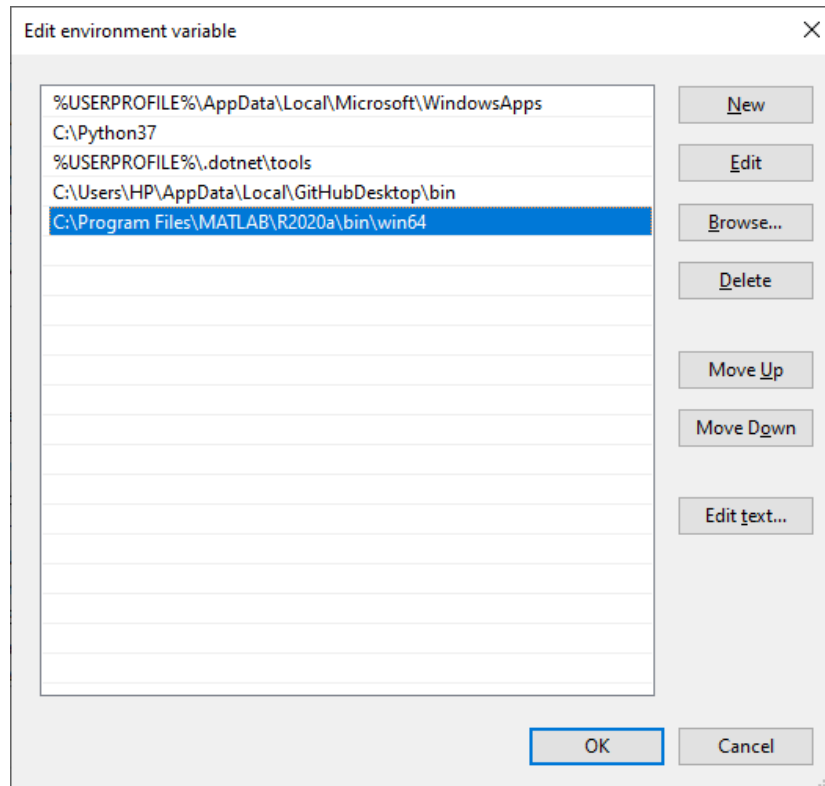 Edit environment variable
%USERPROFILE%\AppData\Local\Microsoft\WindowsApps
C:\Python37
%USERPROFILE%\.dotnet\tools
C:\Users\HP\AppData\Local\GitHubDesktop\bin
C:\Program Files\MATLAB\R2020a\bin\win64
New
Edit
Browse...
Delete
Move Up
Move Down
Edit text...
OK
Cancel